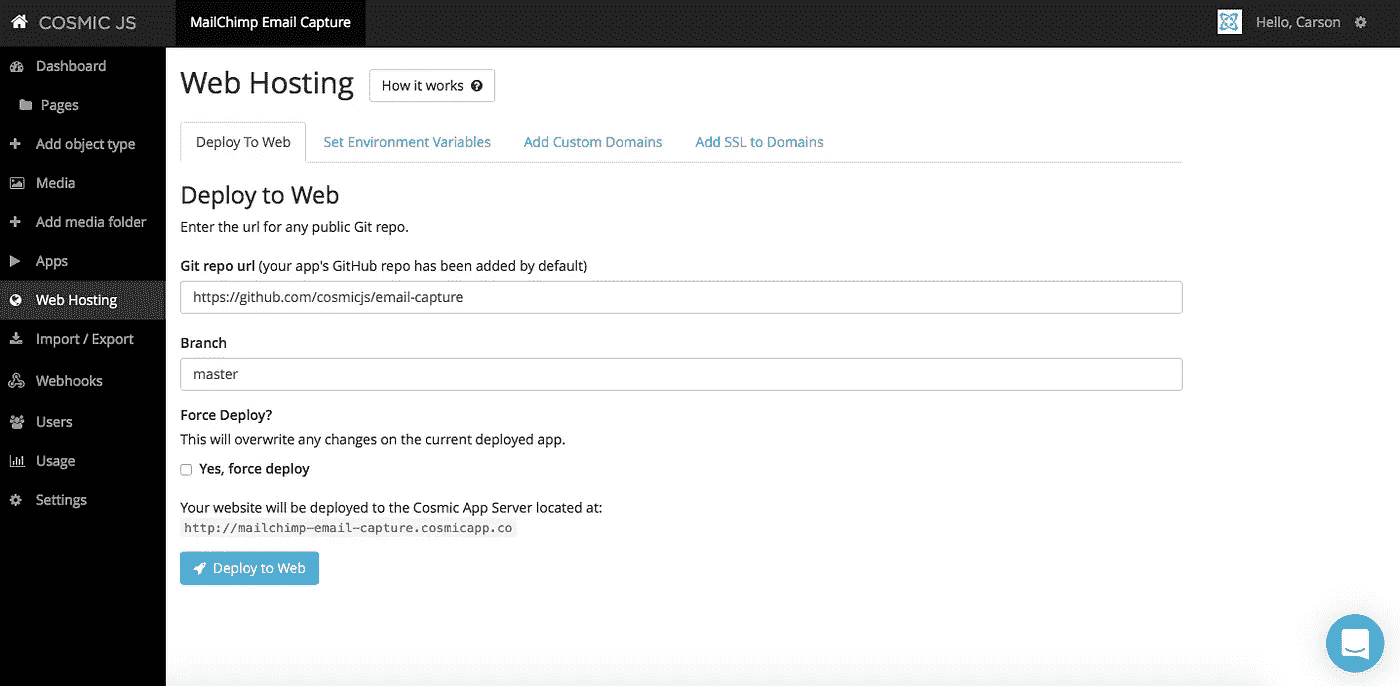 COSMIC JS
MailChimp Email Capture
Hello, Carson
Dashboard
Pages
Add object type
Media
Add media folder
Apps
Web Hosting
Import / Export
Webhooks
Users
Usage
Settings
Web Hosting
How it works ?
Deploy To Web
Set Environment Variables
Add Custom Domains
Add SSL to Domains
Deploy to Web
Enter the url for any public Git repo.
Git repo url (your app's GitHub repo has been added by default)
https://github.com/cosmicjs/email-capture
Branch
master
Force Deploy?
This will overwrite any changes on the current deployed app.
Yes, force deploy
Your website will be deployed to the Cosmic App Server located at:
http://mailchimp-email-capture.cosmicapp.co
Deploy to Web